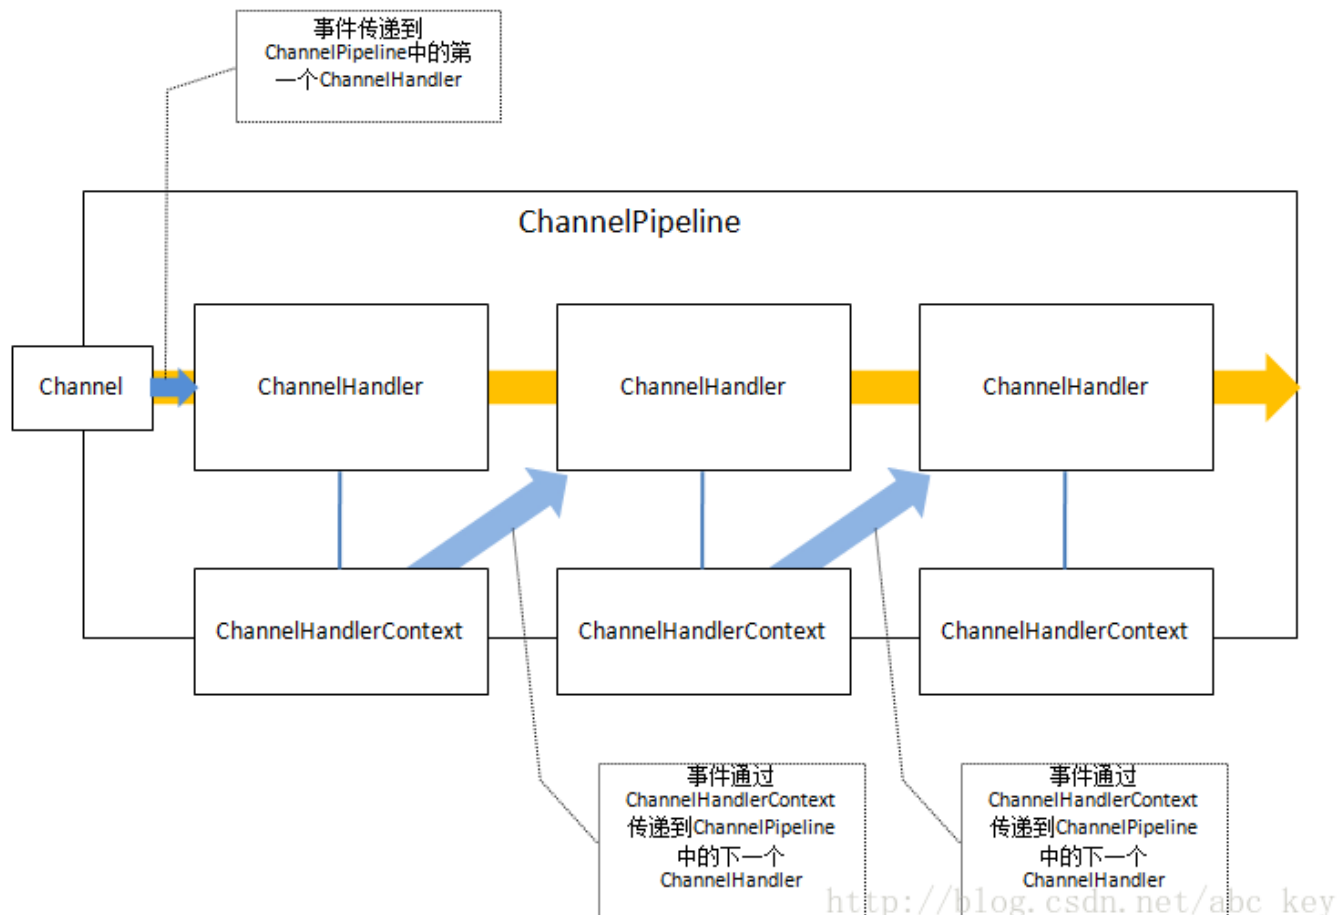 事件传递到
ChannelPipeline中的第
一个ChannelHandler
ChannelPipeline
Channel
ChannelHandler
ChannelHandler
ChannelHandler
ChannelHandlerContext
ChannelHandlerContext
ChannelHandlerContext
事件通过
ChannelHandlerContext
传递到ChannelPipeline
中的下一个
ChannelHandler
事件通过
ChannelHandlerContext
传递到ChannelPipeline
中的下一个
ChannelHandler
http://blog.csdn.net/abc_key